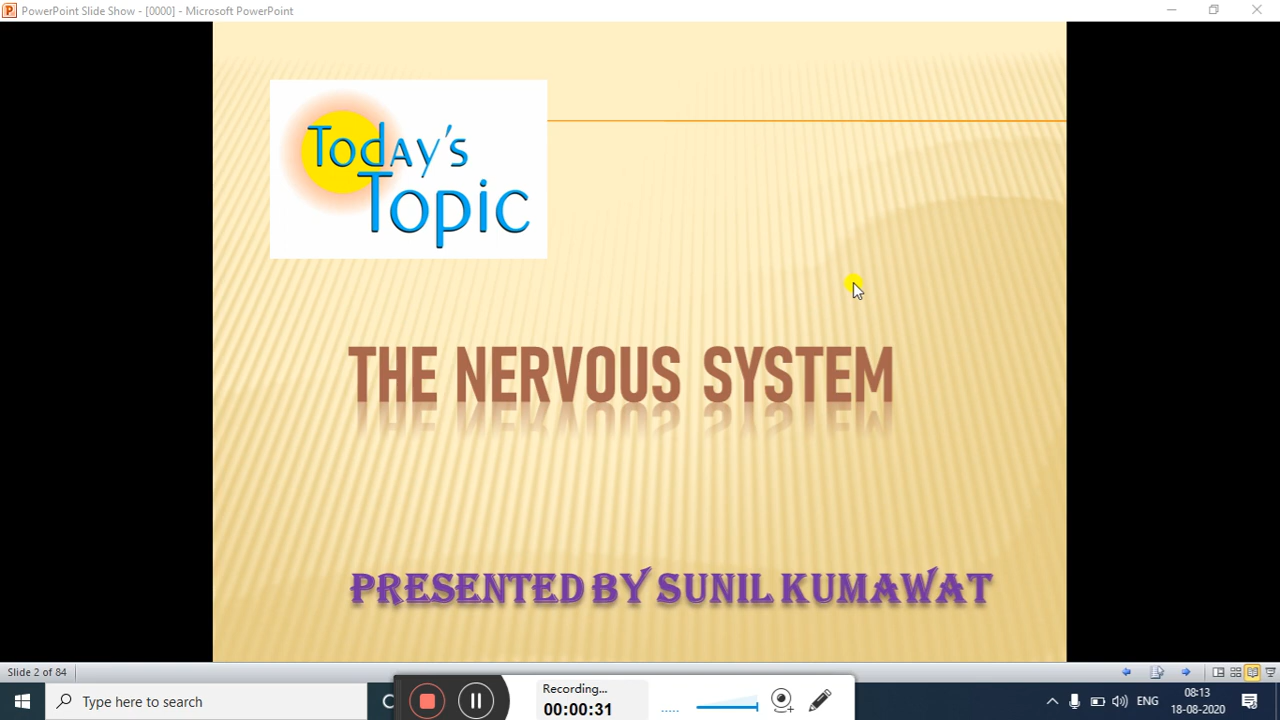 PowerPoint Slide Show - [0000] - Microsoft PowerPoint
Today's
Topic
THE NERVOUS SYSTEM
PRESENTED BY SUNIL KUMAWAT
Slide 2 of 84
Type here to search
Recording...
00:00:31
ENG
08:13
18-08-2020